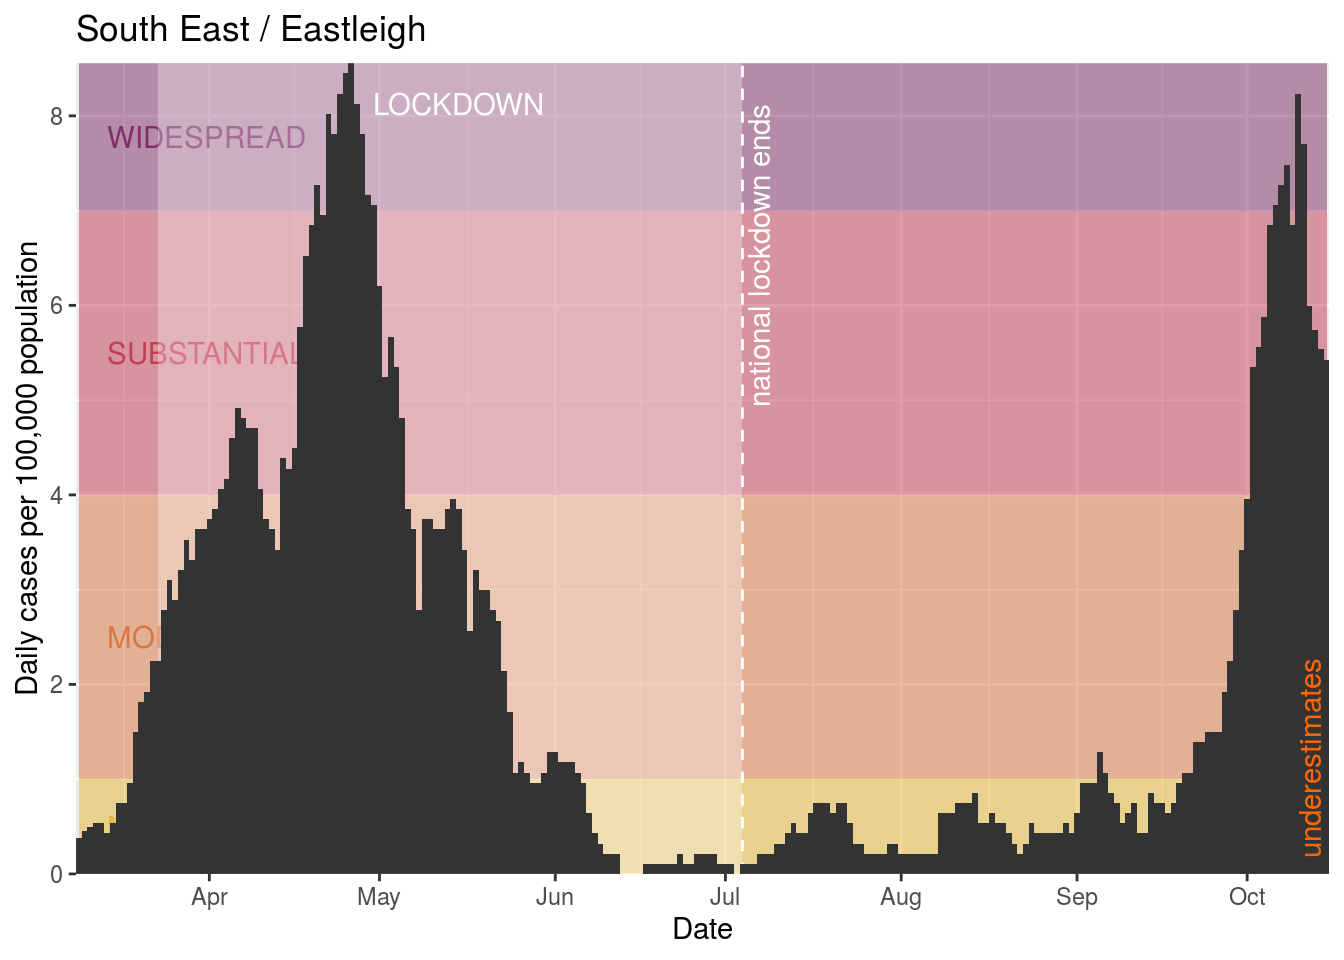 South East / Eastleigh
Daily cases per 100,000 population
8
6
4
2
0
WIDESPREAD
SUBSTANTIAL
LOCKDOWN
national lockdown ends
underestimates
Apr
May
Jun
Jul
Aug
Sep
Oct
Date